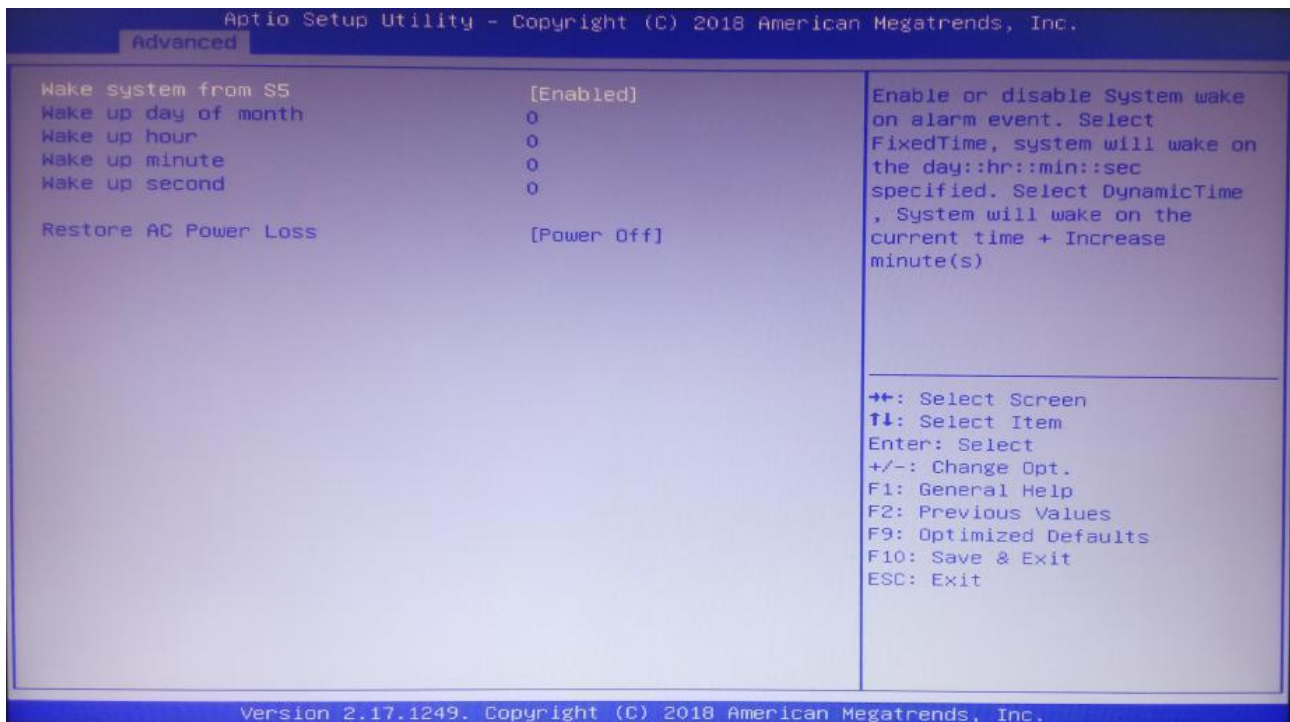 Aptio Setup Utility - Copyright (C) 2018 American Megatrends, Inc.
Advanced
Wake system from S5 [Enabled]
Wake up day of month 0
Wake up hour 0
Wake up minute 0
Wake up second 0
Restore AC Power Loss [Power Off]
Enable or disable System wake
on alarm event. Select
FixedTime, system will wake on
the day::hr::min::sec
specified. Select DynamicTime
, System will wake on the
current time + Increase
minute(s)
→←: Select Screen
↑↓: Select Item
Enter: Select
+/-: Change Opt.
F1: General Help
F2: Previous Values
F9: Optimized Defaults
F10: Save & Exit
ESC: Exit
Version 2.17.1249. Copyright (C) 2018 American Megatrends, Inc.